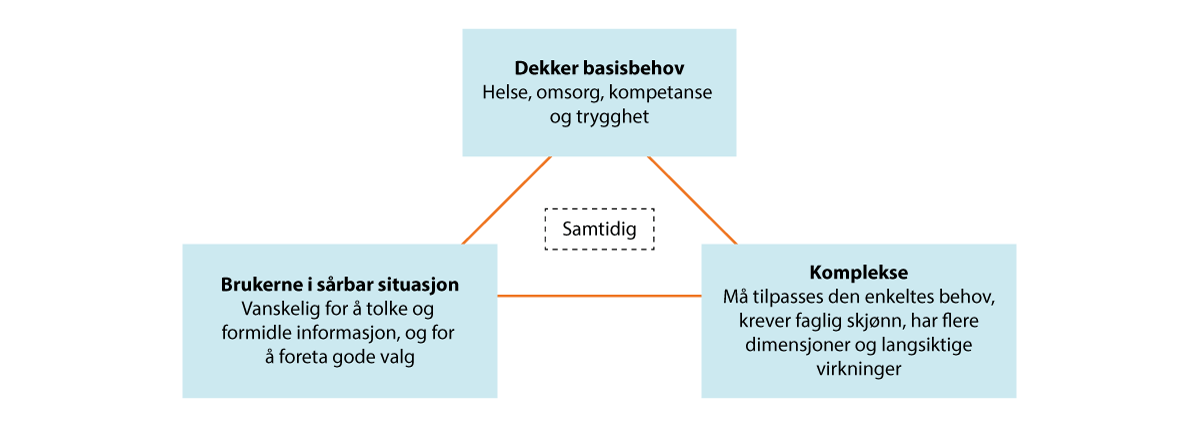 Dekker basisbehov
Helse, omsorg, kompetanse
og trygghet
Samtidig
Brukerne i sårbar situasjon
Vanskelig for å tolke og
formidle informasjon, og for
å foreta gode valg
Komplekse
Må tilpasses den enkeltes behov,
krever faglig skjønn, har flere
dimensjoner og langsiktige
virkninger